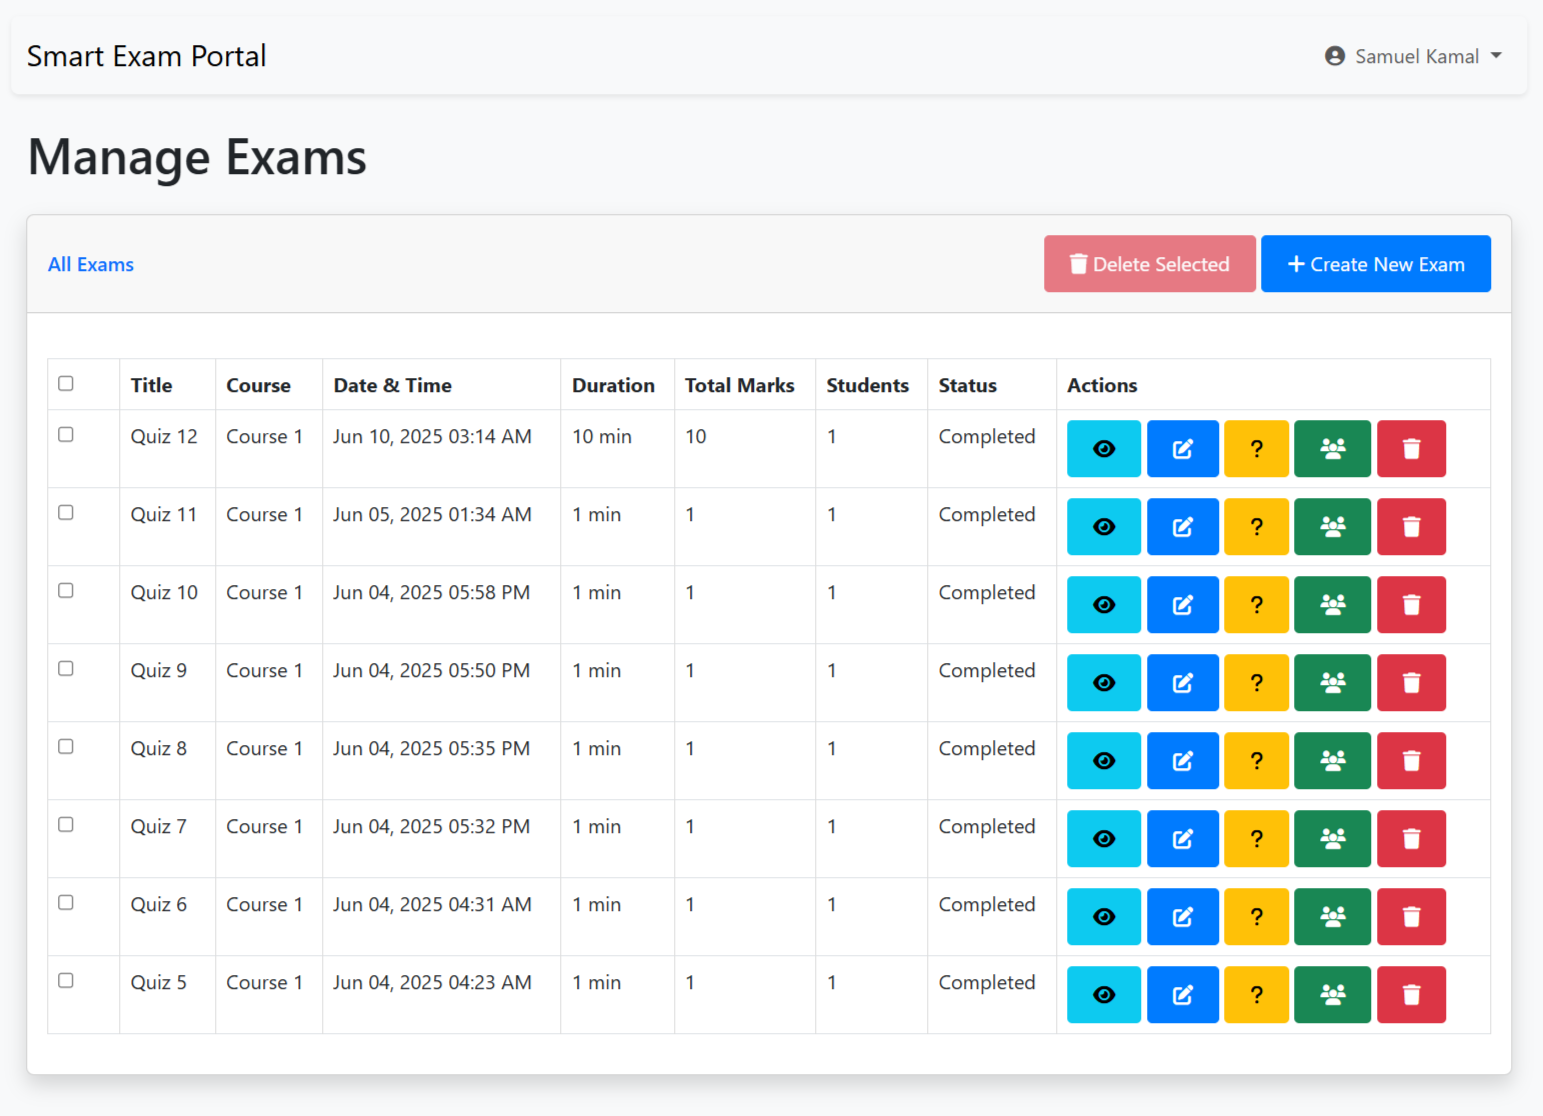 Smart Exam Portal
Samuel Kamal
Manage Exams
All Exams
Delete Selected
+ Create New Exam
Title Course Date & Time Duration Total Marks Students Status Actions
Quiz 12 Course 1 Jun 10, 2025 03:14 AM 10 min 10 1 Completed ?
Quiz 11 Course 1 Jun 05, 2025 01:34 AM 1 min 1 1 Completed ?
Quiz 10 Course 1 Jun 04, 2025 05:58 PM 1 min 1 1 Completed ?
Quiz 9 Course 1 Jun 04, 2025 05:50 PM 1 min 1 1 Completed ?
Quiz 8 Course 1 Jun 04, 2025 05:35 PM 1 min 1 1 Completed ?
Quiz 7 Course 1 Jun 04, 2025 05:32 PM 1 min 1 1 Completed ?
Quiz 6 Course 1 Jun 04, 2025 04:31 AM 1 min 1 1 Completed ?
Quiz 5 Course 1 Jun 04, 2025 04:23 AM 1 min 1 1 Completed ?